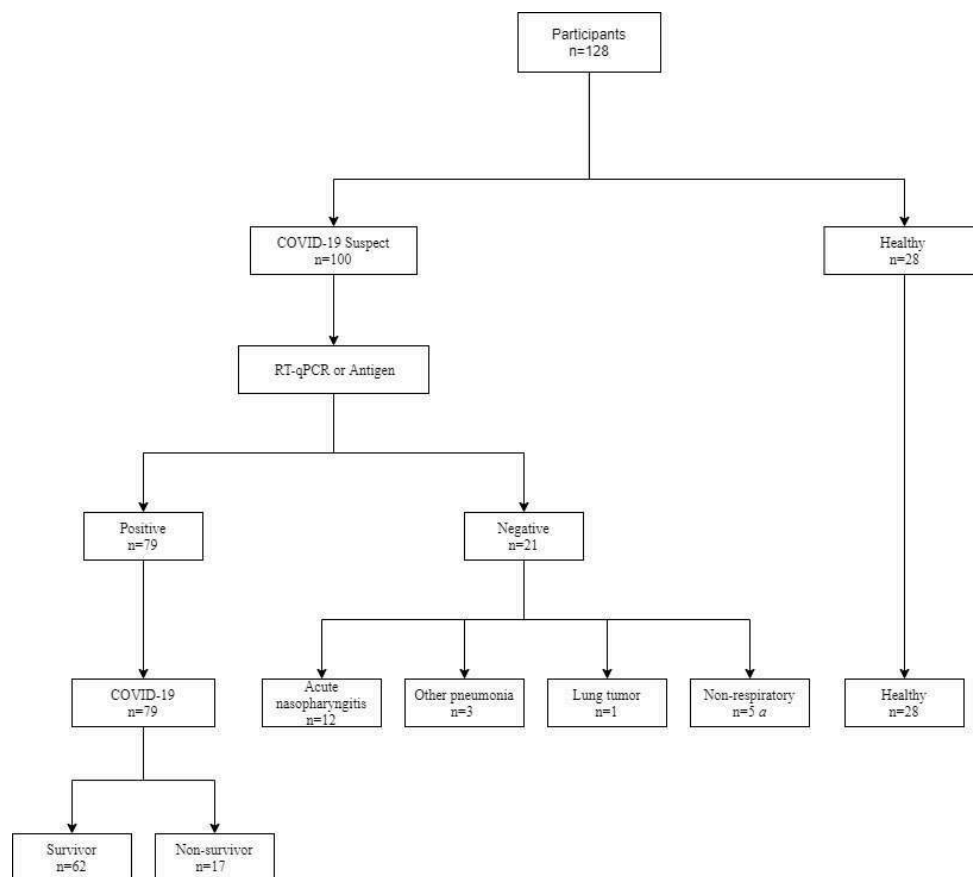 Participants
n=128
COVID-19 Suspect
n=100
Healthy
n=28
RT-qPCR or Antigen
Positive
n=79
Negative
n=21
COVID-19
n=79
Acute
nasopharyngitis
n=12
Other pneumonia
n=3
Lung tumor
n=1
Non-respiratory
n=5 a
Healthy
n=28
Survivor
n=62
Non-survivor
n=17